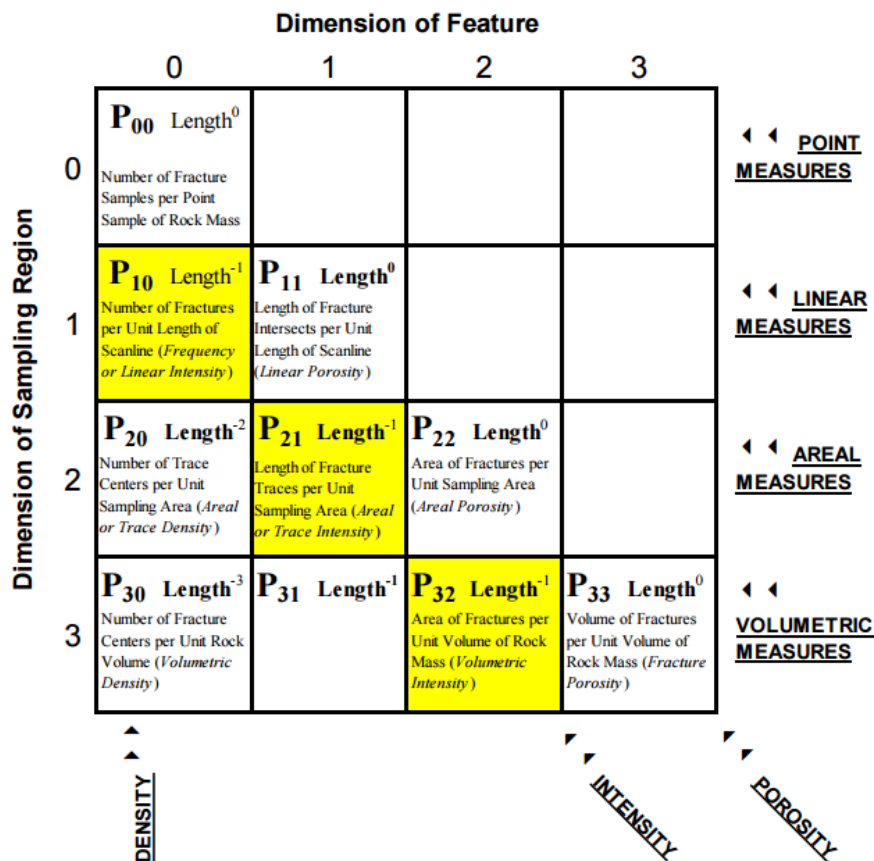 Dimension of Feature
0 1 2 3
Dimension of Sampling Region
0
P00 Length0
Number of Fracture
Samples per Point
Sample of Rock Mass
◄ ◄ POINT
MEASURES
1
P10 Length-1
Number of Fractures
per Unit Length of
Scanline (Frequency
or Linear Intensity)
P11 Length0
Length of Fracture
Intersects per Unit
Length of Scanline
(Linear Porosity)
◄ ◄ LINEAR
MEASURES
2
P20 Length-2
Number of Trace
Centers per Unit
Sampling Area (Areal
or Trace Density)
P21 Length-1
Length of Fracture
Traces per Unit
Sampling Area (Areal
or Trace Intensity)
P22 Length0
Area of Fractures per
Unit Sampling Area
(Areal Porosity)
◄ ◄ AREAL
MEASURES
3
P30 Length-3
Number of Fracture
Centers per Unit Rock
Volume (Volumetric
Density)
P31 Length-1
P32 Length-1
Area of Fractures per
Unit Volume of Rock
Mass (Volumetric
Intensity)
P33 Length0
Volume of Fractures
per Unit Volume of
Rock Mass (Fracture
Porosity)
◄ ◄
VOLUMETRIC
MEASURES
DENSITY
INTENSITY
POROSITY